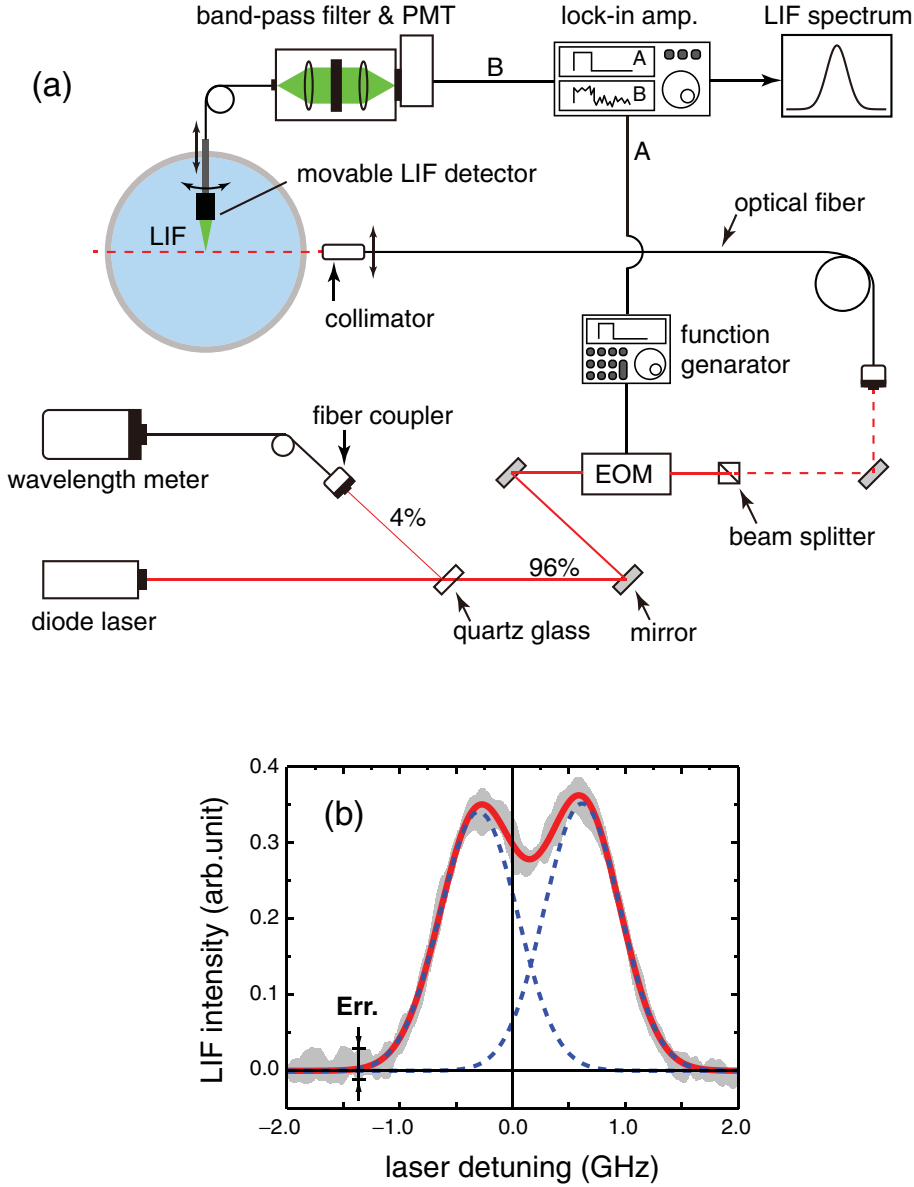 band-pass filter & PMT
lock-in amp.
LIF spectrum
(a)
A
B
B
A
movable LIF detector
LIF
optical fiber
collimator
function
genarator
fiber coupler
wavelength meter
EOM
4%
beam splitter
96%
diode laser
quartz glass
mirror
(b)
0.4
0.3
0.2
0.1
0.0
Err.
LIF intensity (arb.unit)
−2.0
−1.0
0.0
1.0
2.0
laser detuning (GHz)